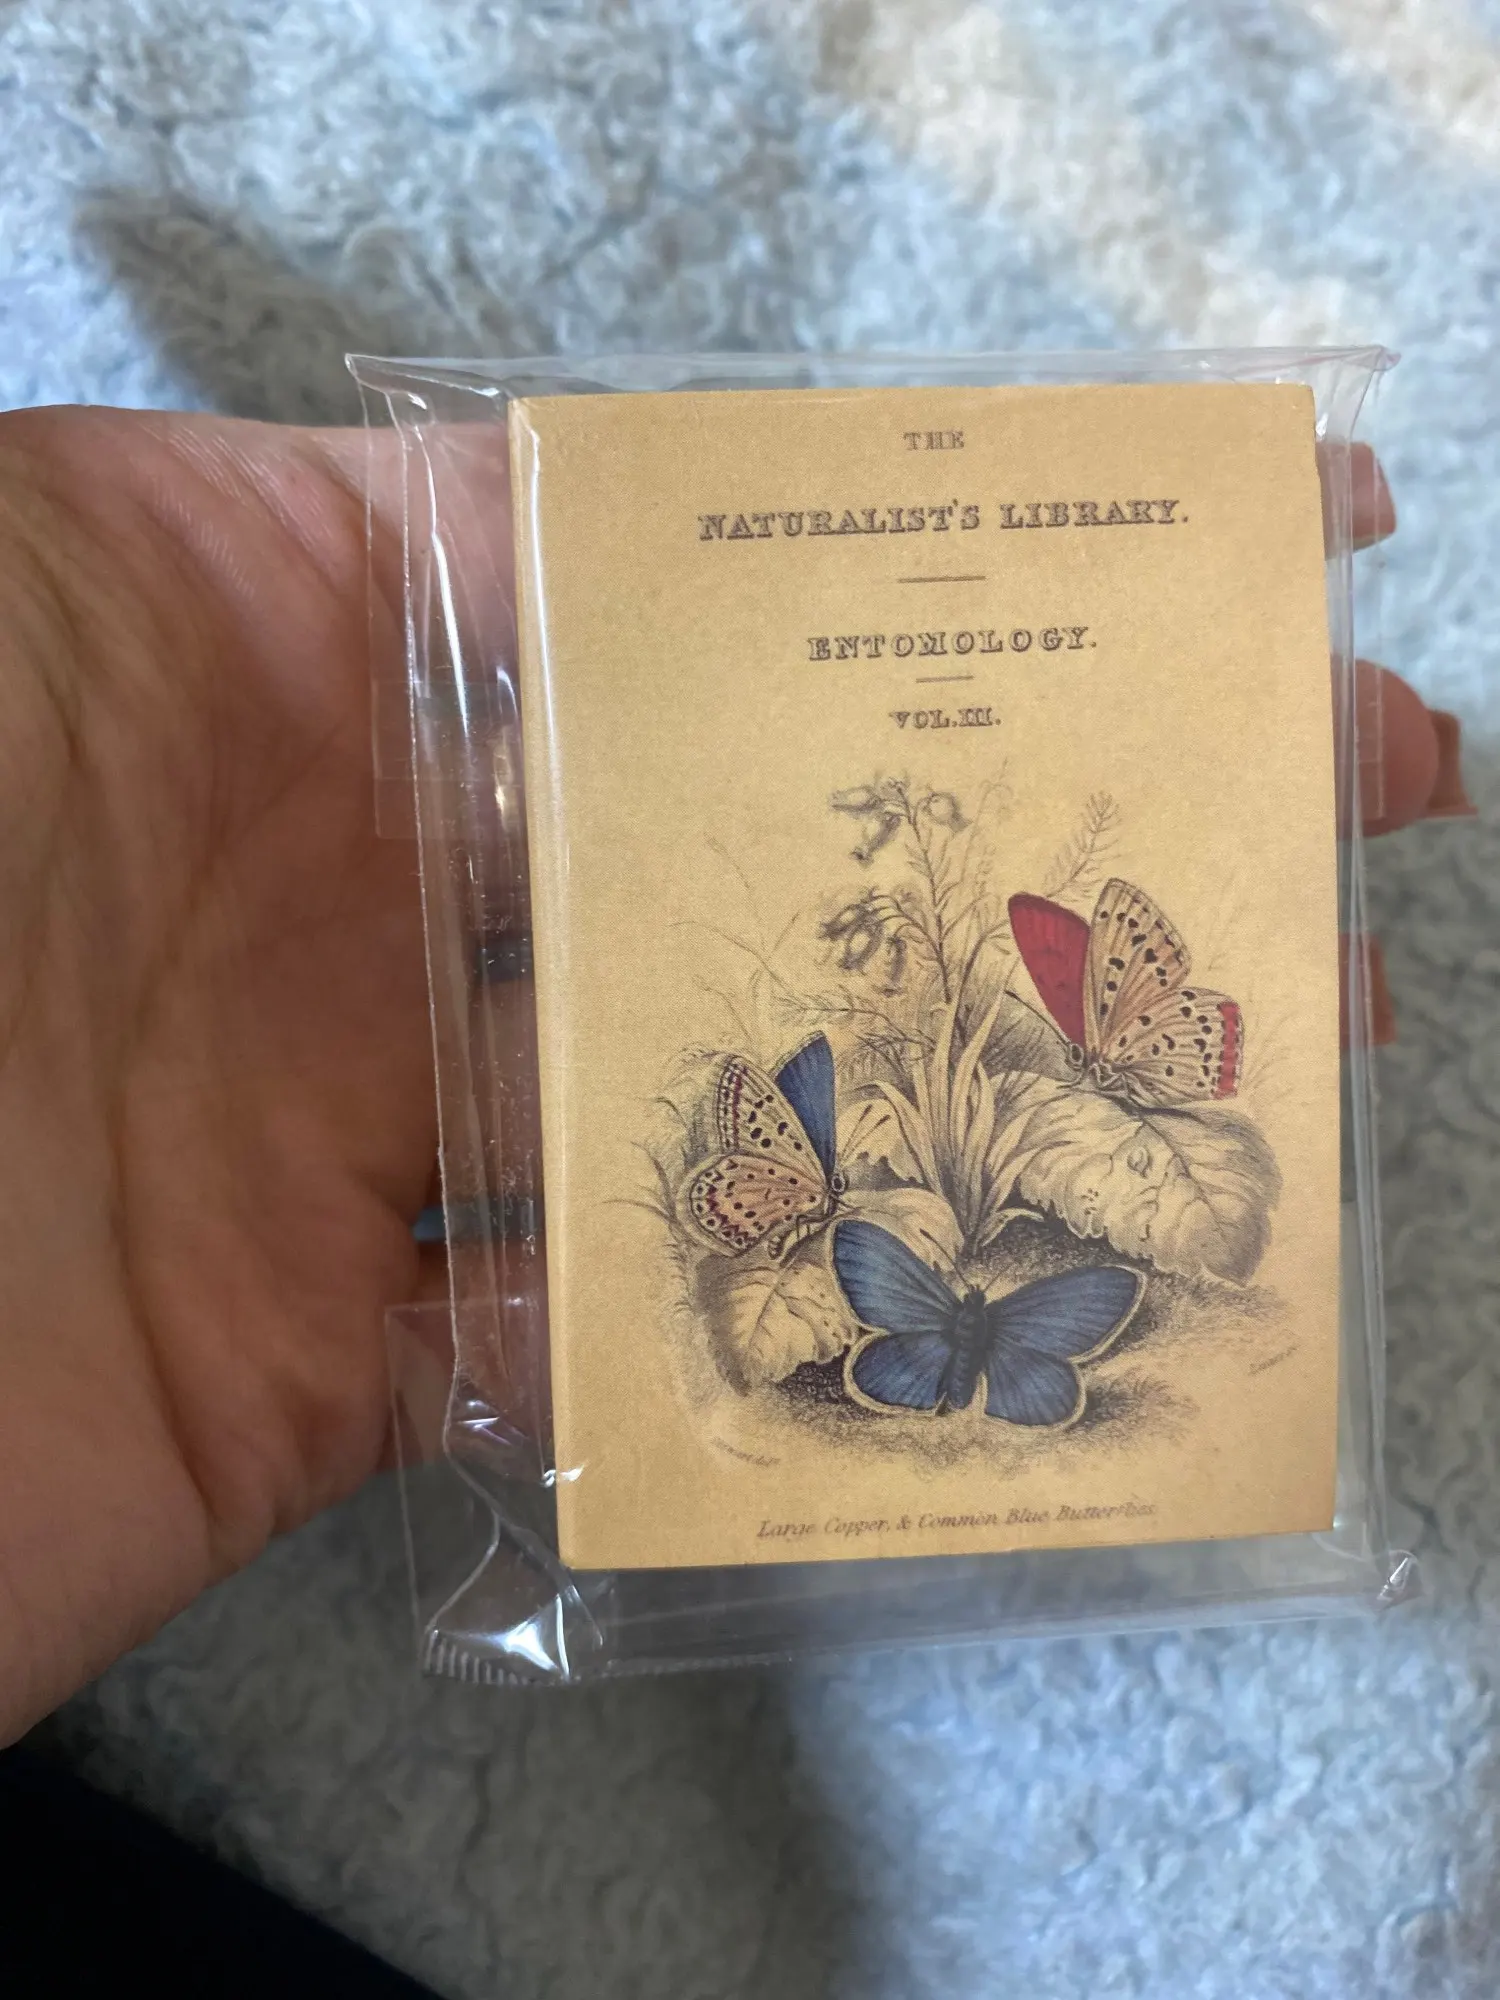 THE
NATURALIST'S LIBRARY.
ENTOMOLOGY.
VOL. III.
Large Copper, & Common Blue Butterflies